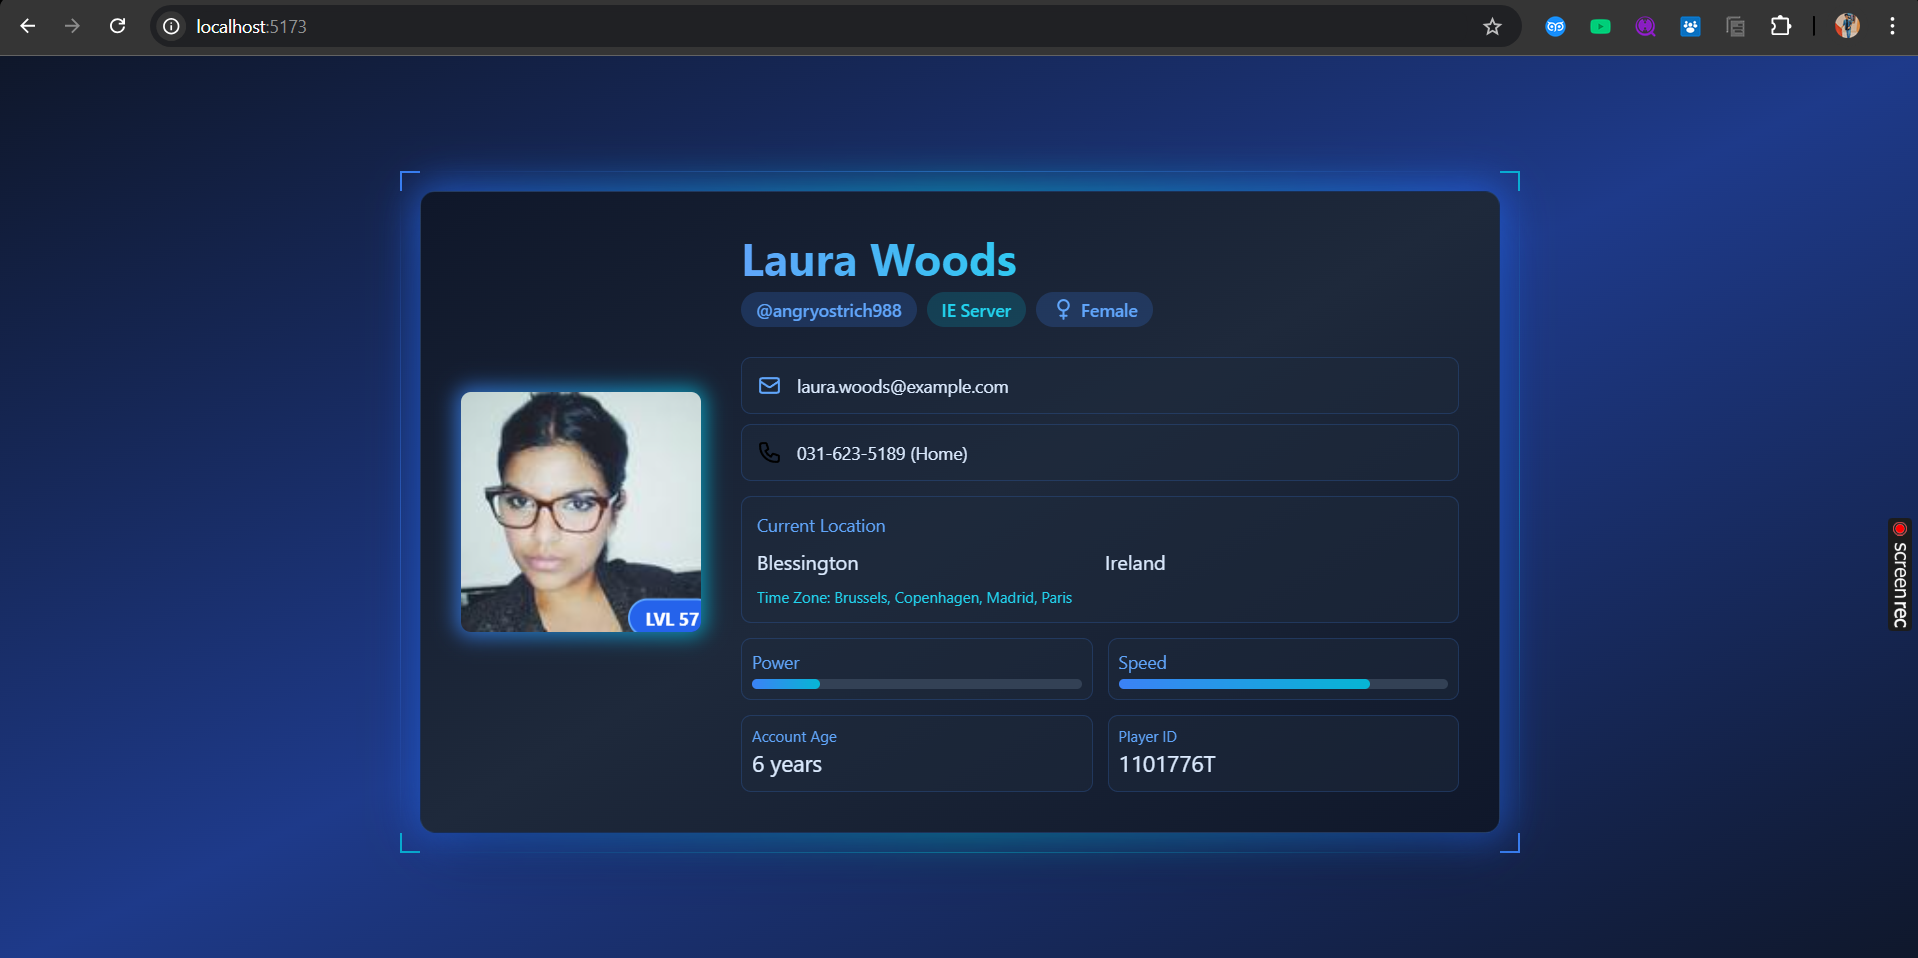 localhost:5173
Laura Woods
@angryostrich988 IE Server Female
laura.woods@example.com
031-623-5189 (Home)
Current Location
Blessington Ireland
Time Zone: Brussels, Copenhagen, Madrid, Paris
LVL 57
Power Speed
Account Age Player ID
6 years 1101776T
screenrec